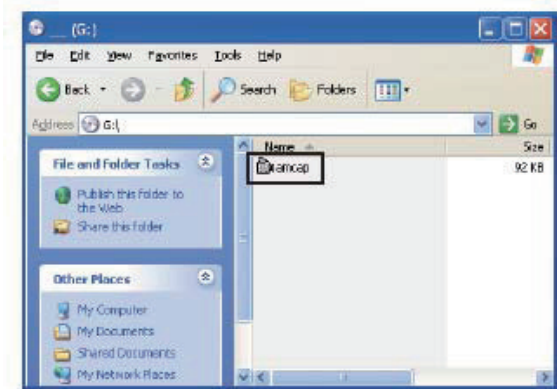 __ (G:)
File Edit View Favorites Tools Help
Back Search Folders
Address G:\ Go
Name Size
amcap 92 KB
File and Folder Tasks
Publish this folder to
the Web
Share this folder
Other Places
My Computer
My Documents
Shared Documents
My Network Places